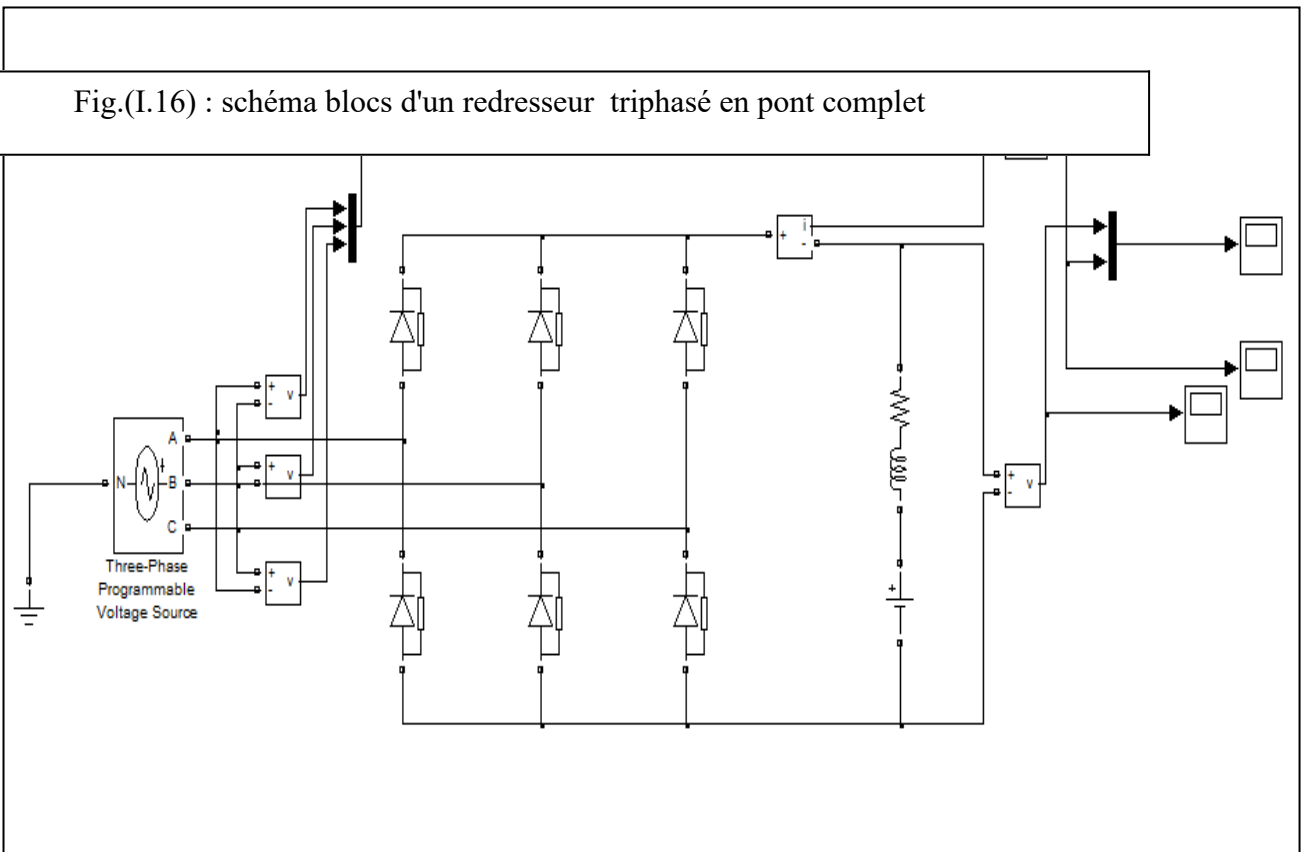 Fig.(I.16) : schéma blocs d'un redresseur triphasé en pont complet
i
+
-
+
v
-
A
+
v
-
N
+
B
C
+
v
-
+
v
-
+
Three-Phase
Programmable
Voltage Source